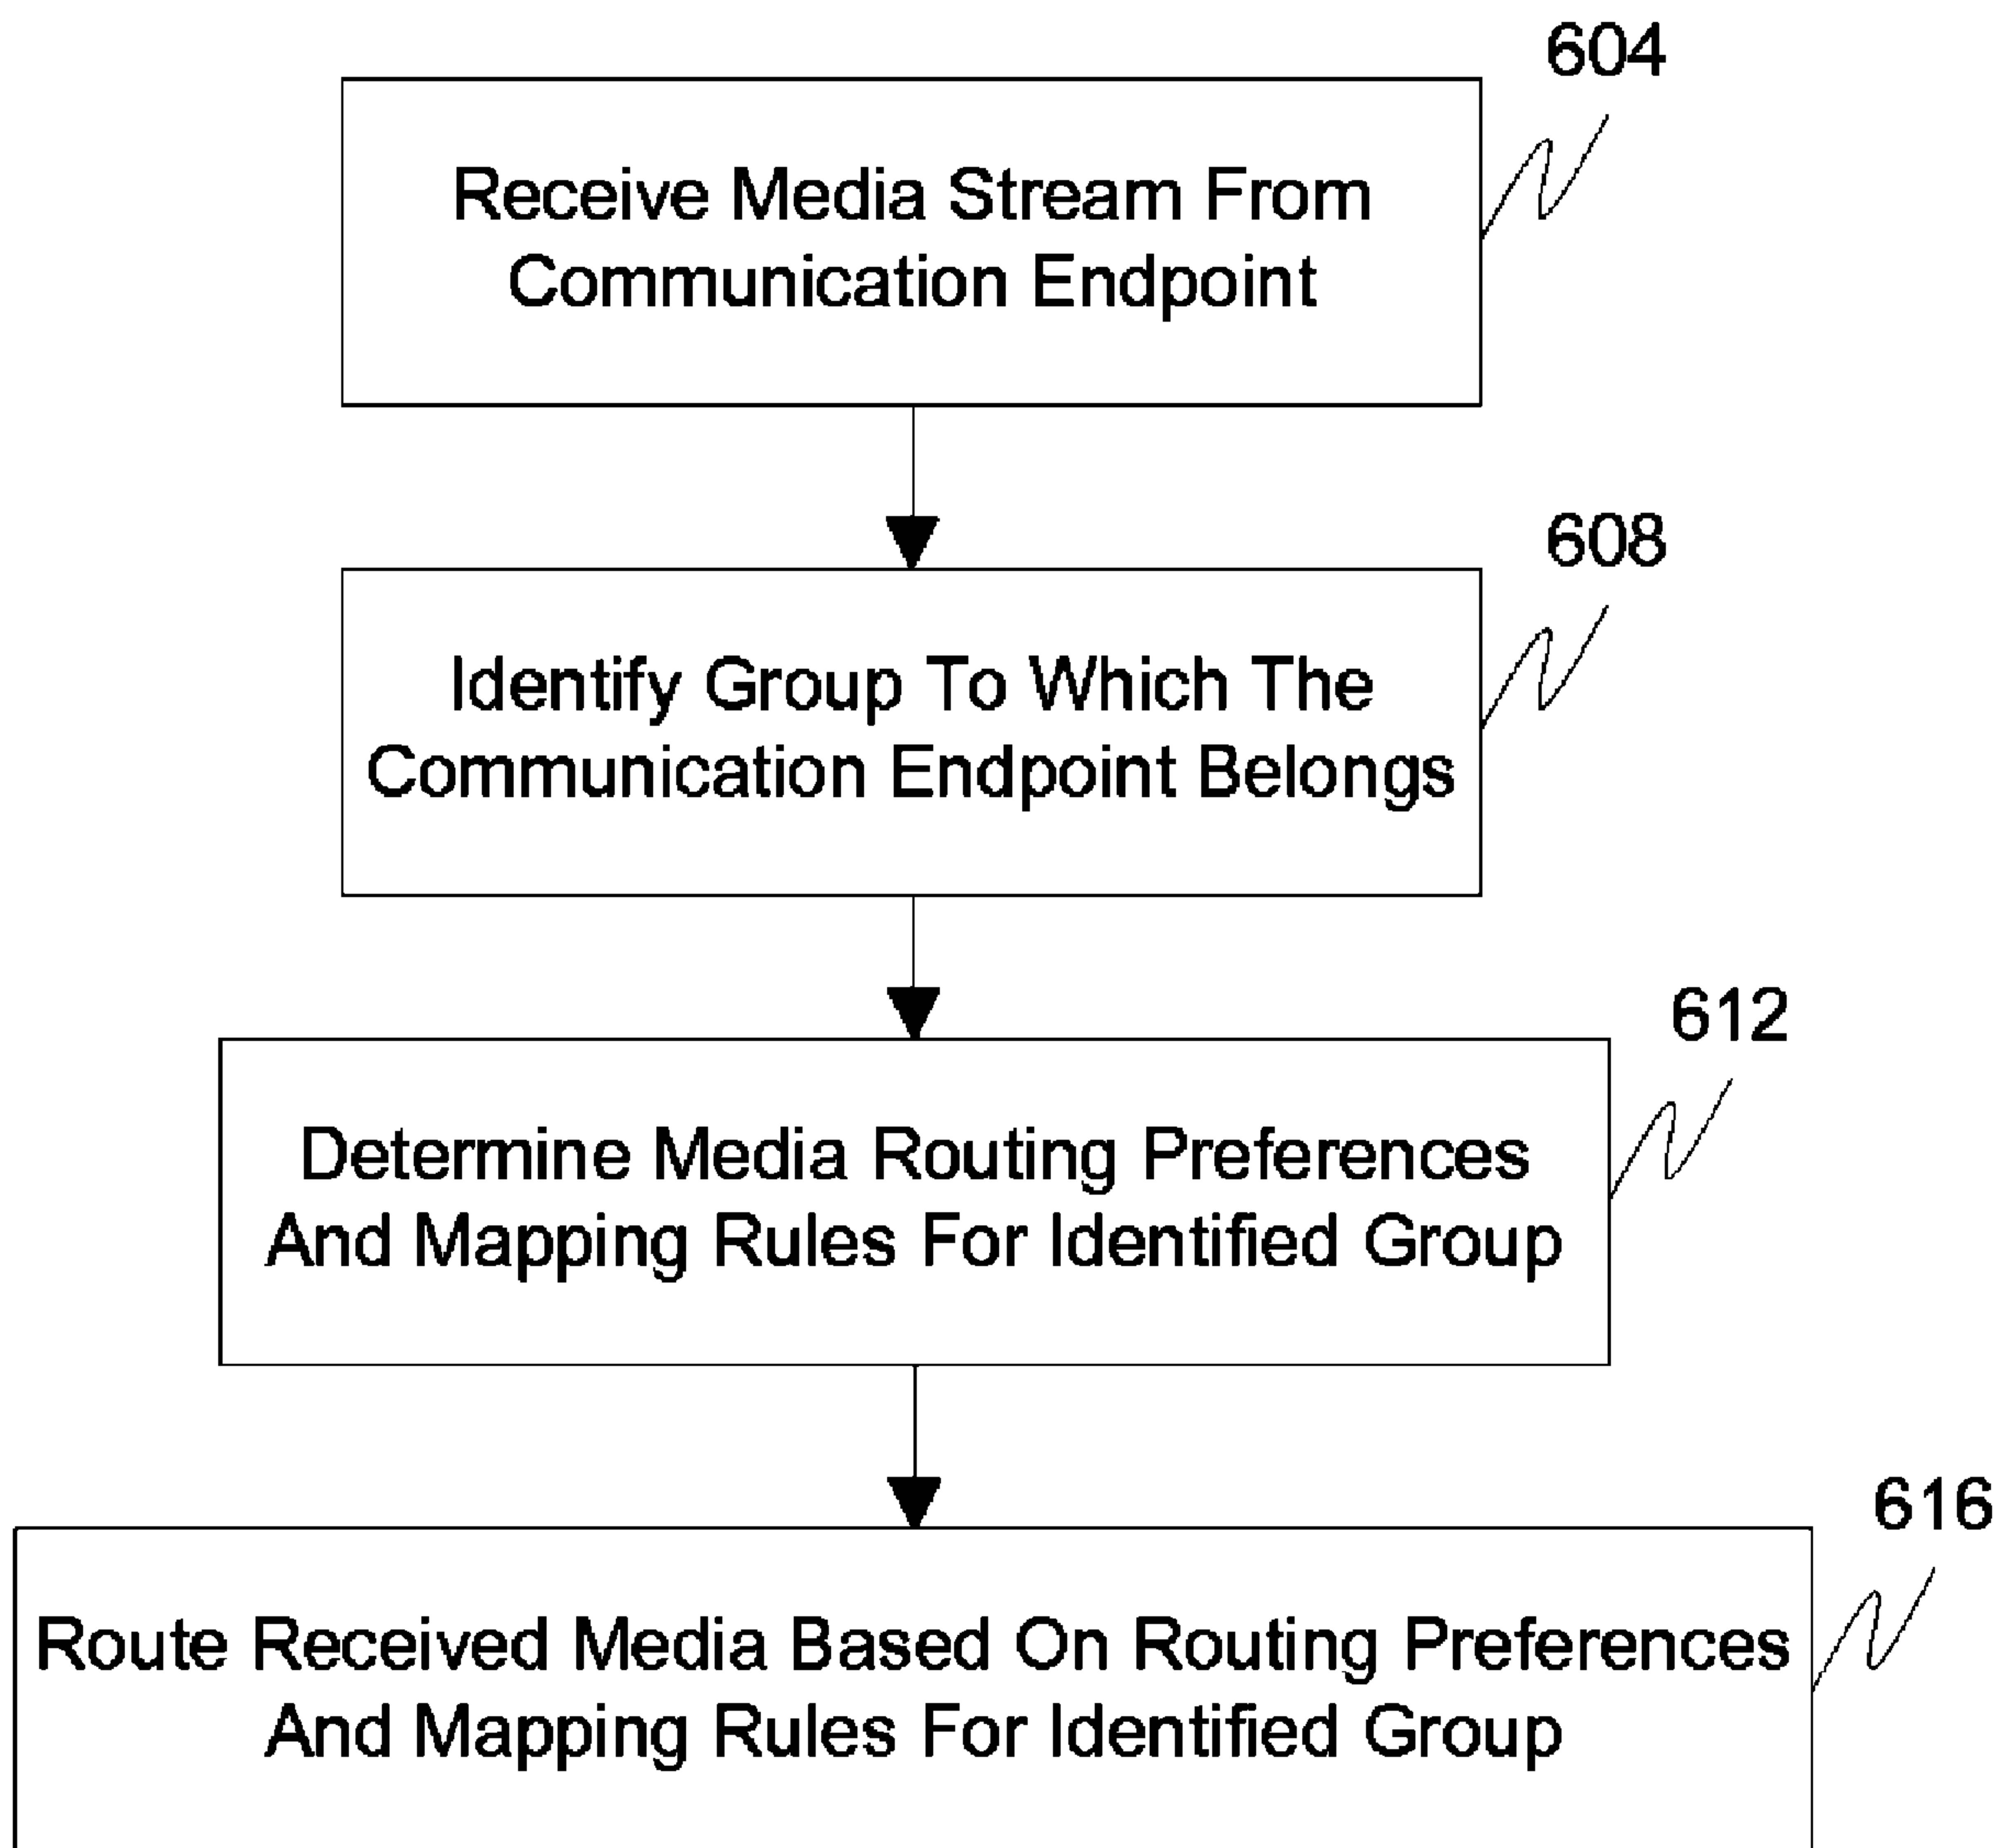 604
Receive Media Stream From
Communication Endpoint
608
Identify Group To Which The
Communication Endpoint Belongs
612
Determine Media Routing Preferences
And Mapping Rules For Identified Group
616
Route Received Media Based On Routing Preferences
And Mapping Rules For Identified Group